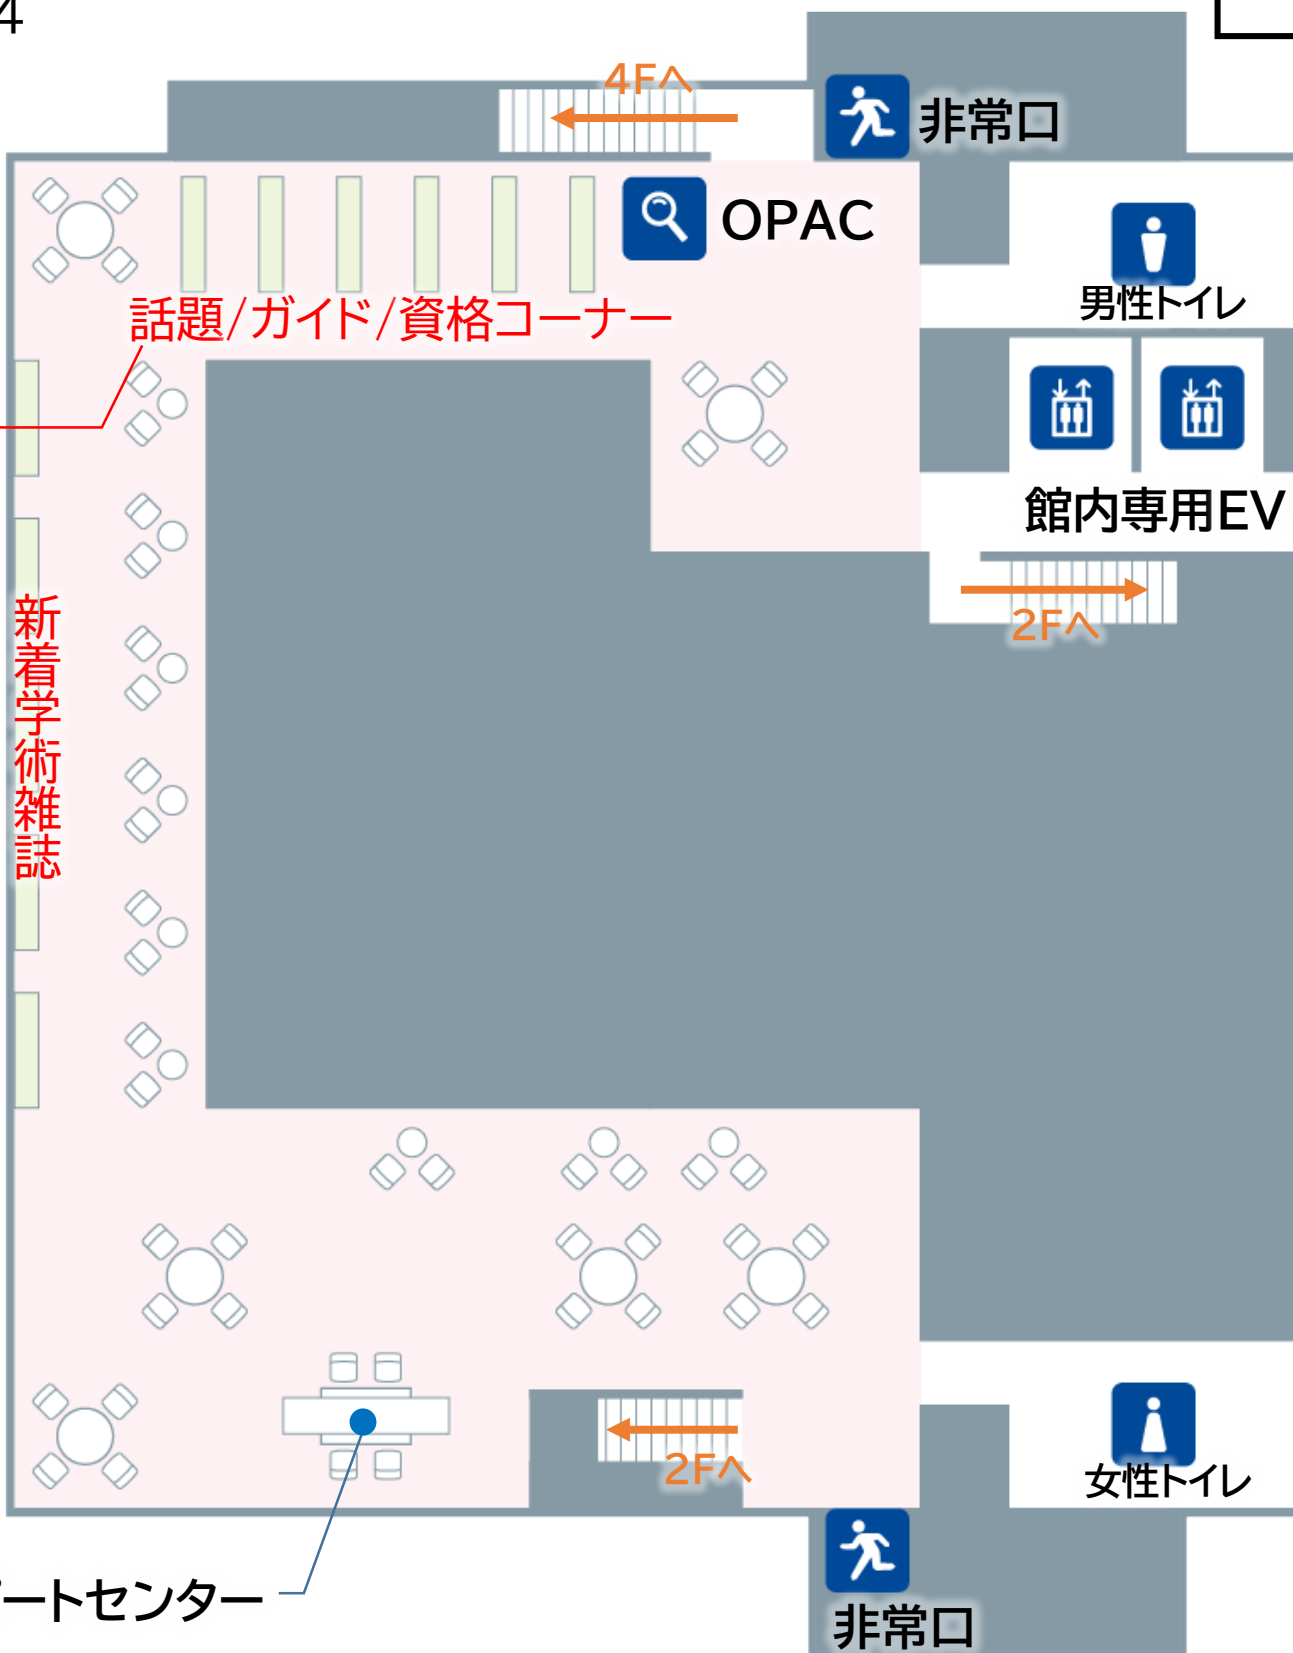 4
4Fへ
非常口
OPAC
男性トイレ
話題/ガイド/資格コーナー
館内専用EV
2Fへ
新着学術雑誌
2Fへ
女性トイレ
ートセンター
非常口